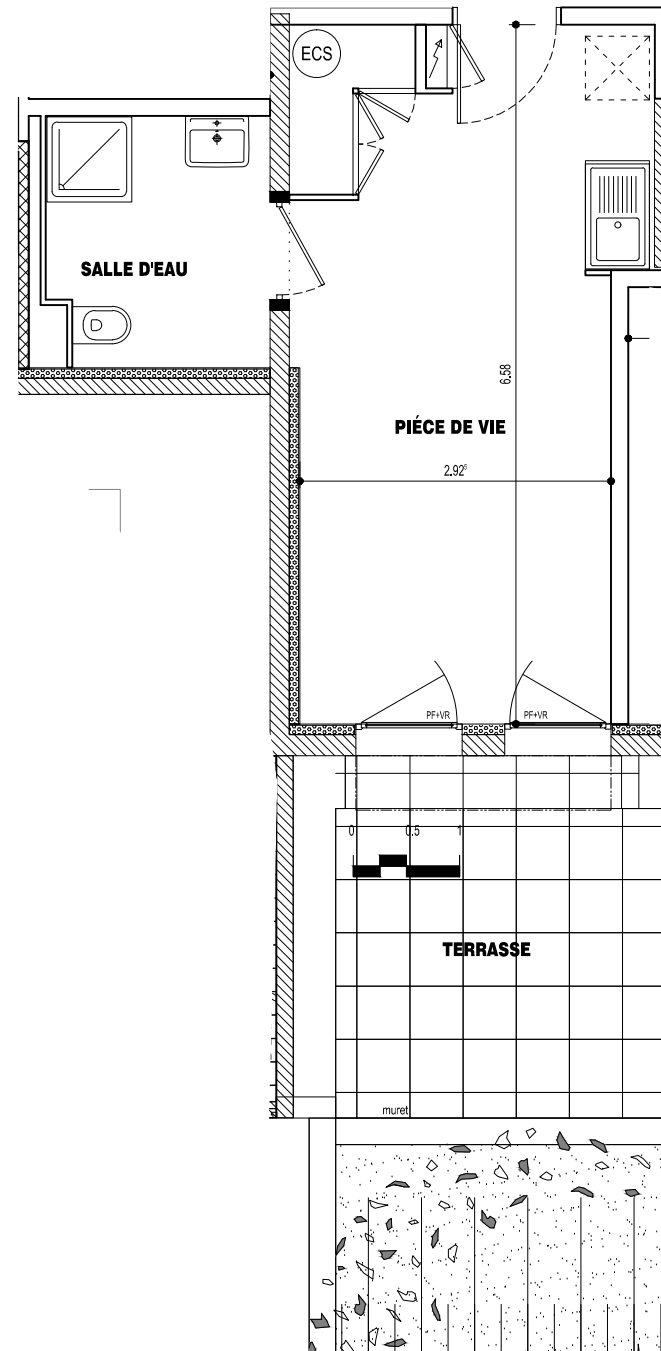 ECS
SALLE D'EAU
6.58
PIÉCE DE VIE
2.92⁵
PF+VR
PF+VR
0 0.5 1
TERRASSE
muret